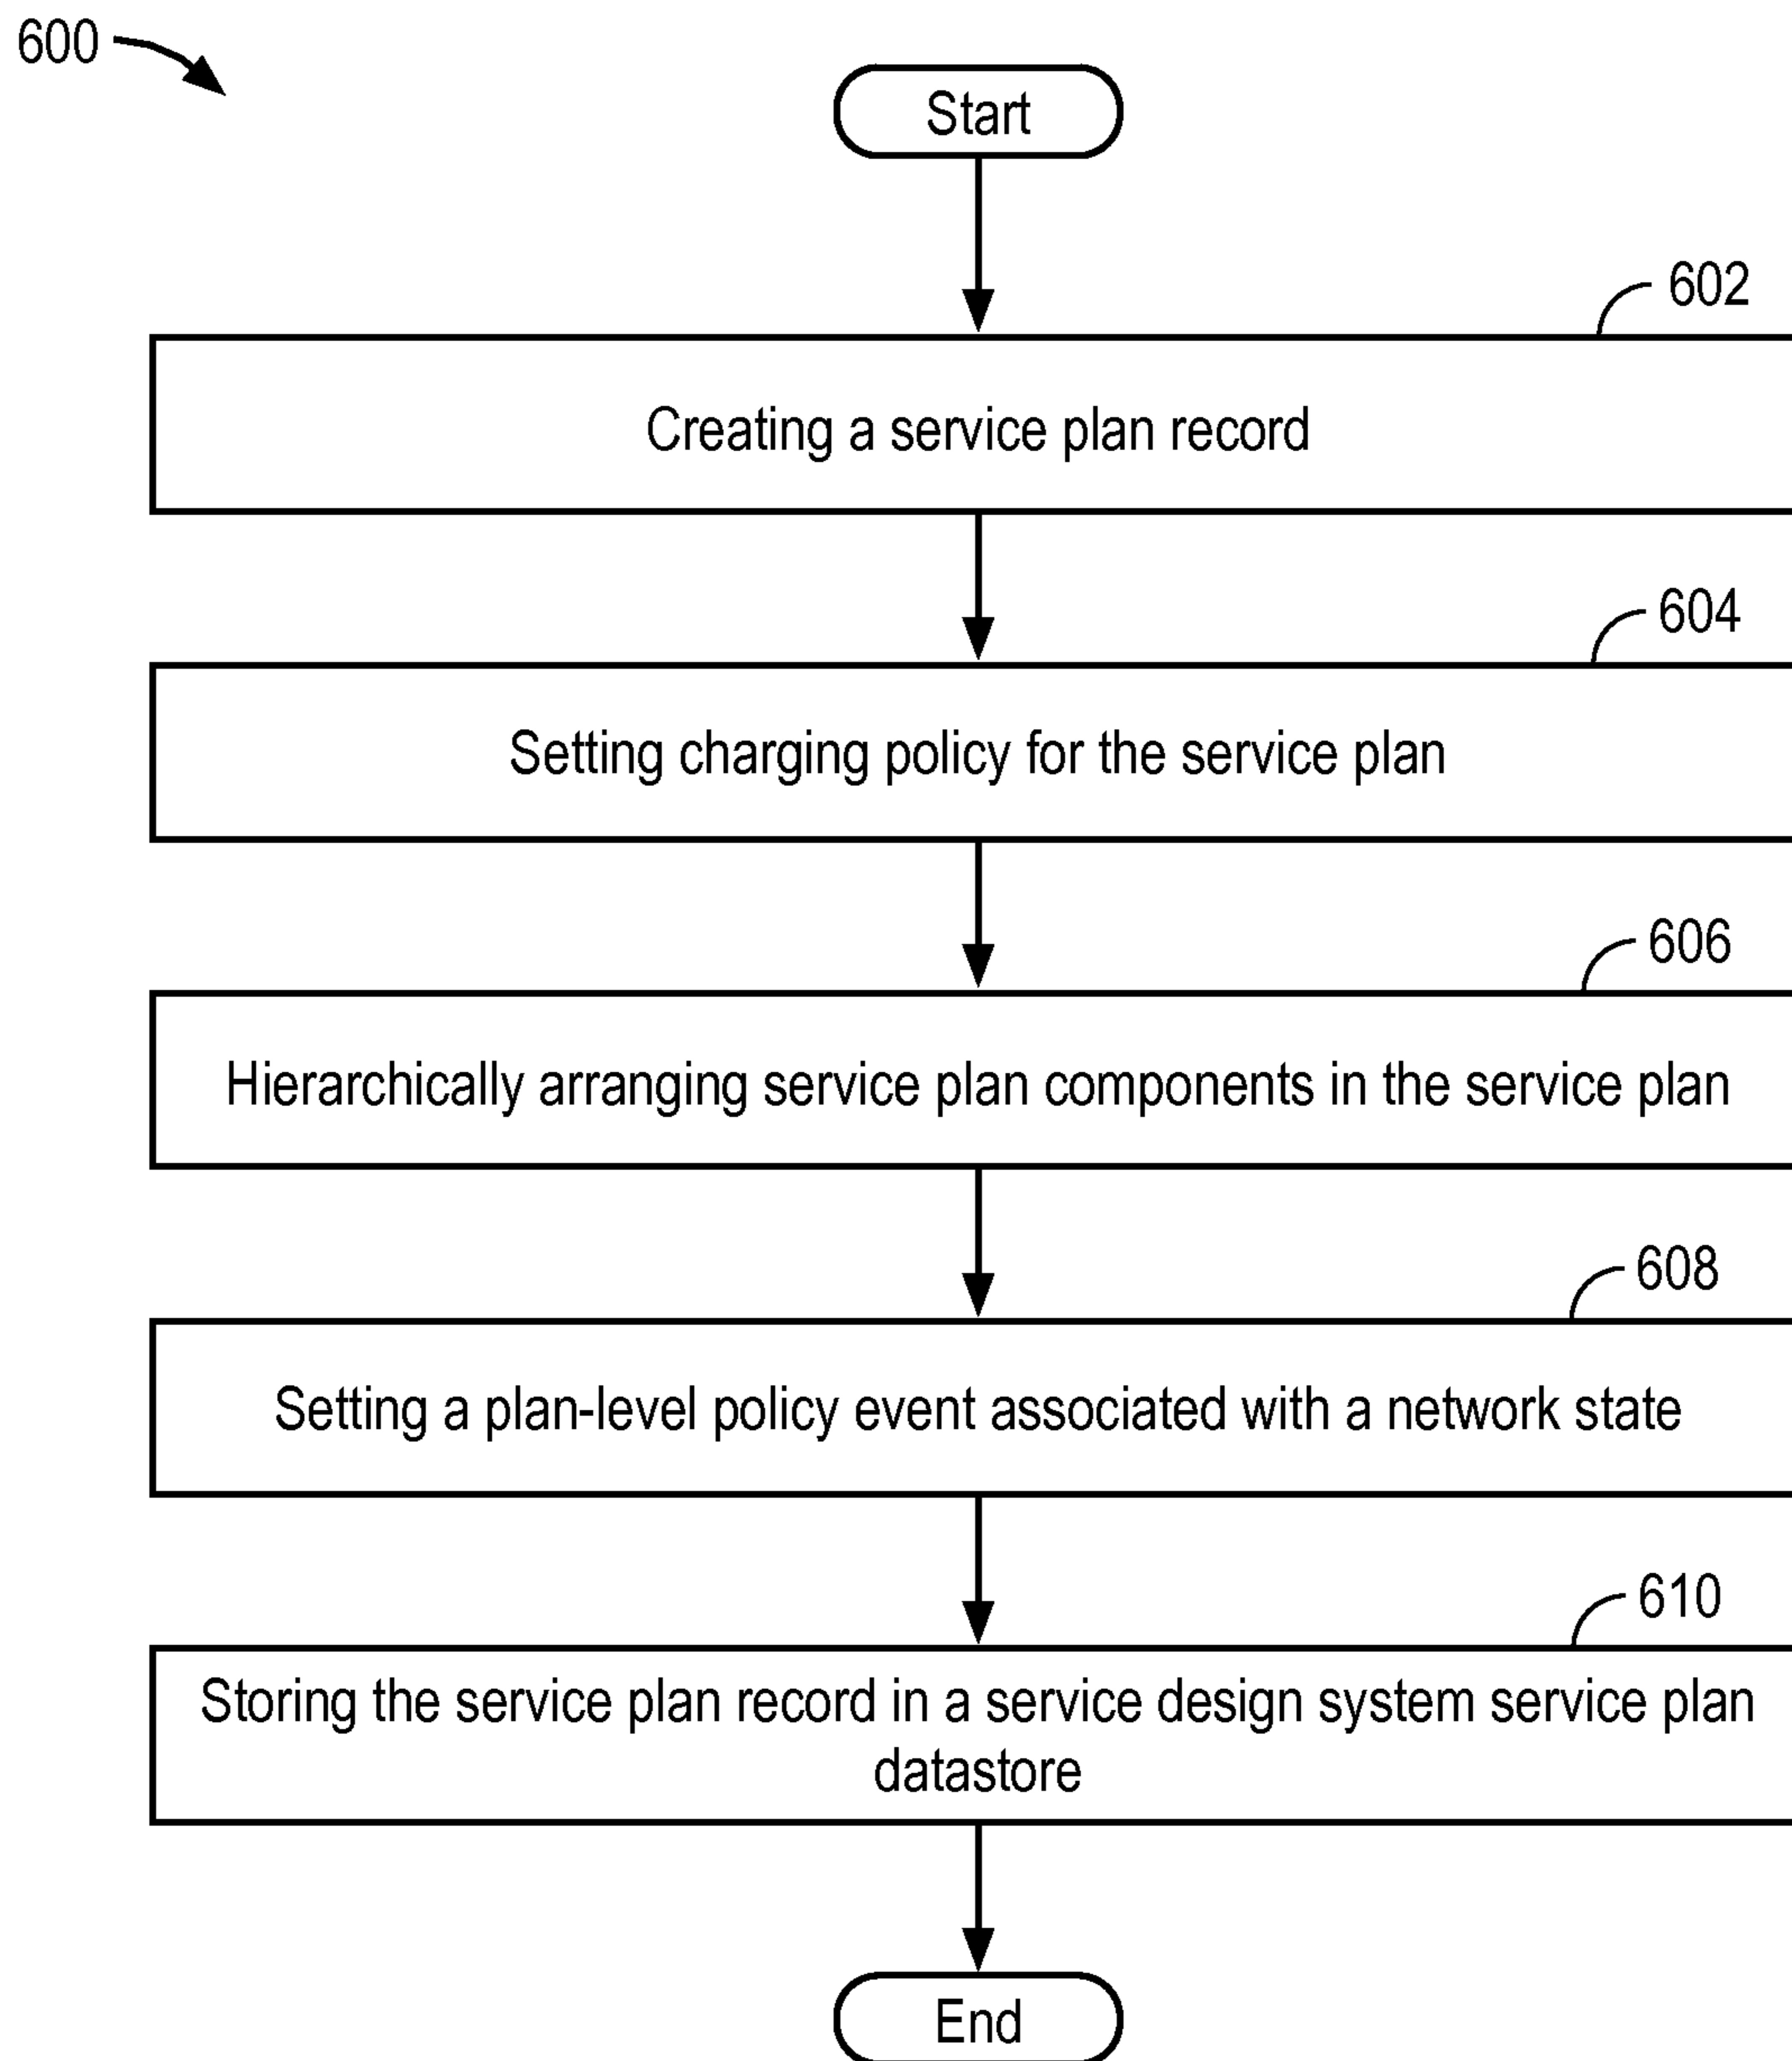 600
Start
602
Creating a service plan record
604
Setting charging policy for the service plan
606
Hierarchically arranging service plan components in the service plan
608
Setting a plan-level policy event associated with a network state
610
Storing the service plan record in a service design system service plan
datastore
End